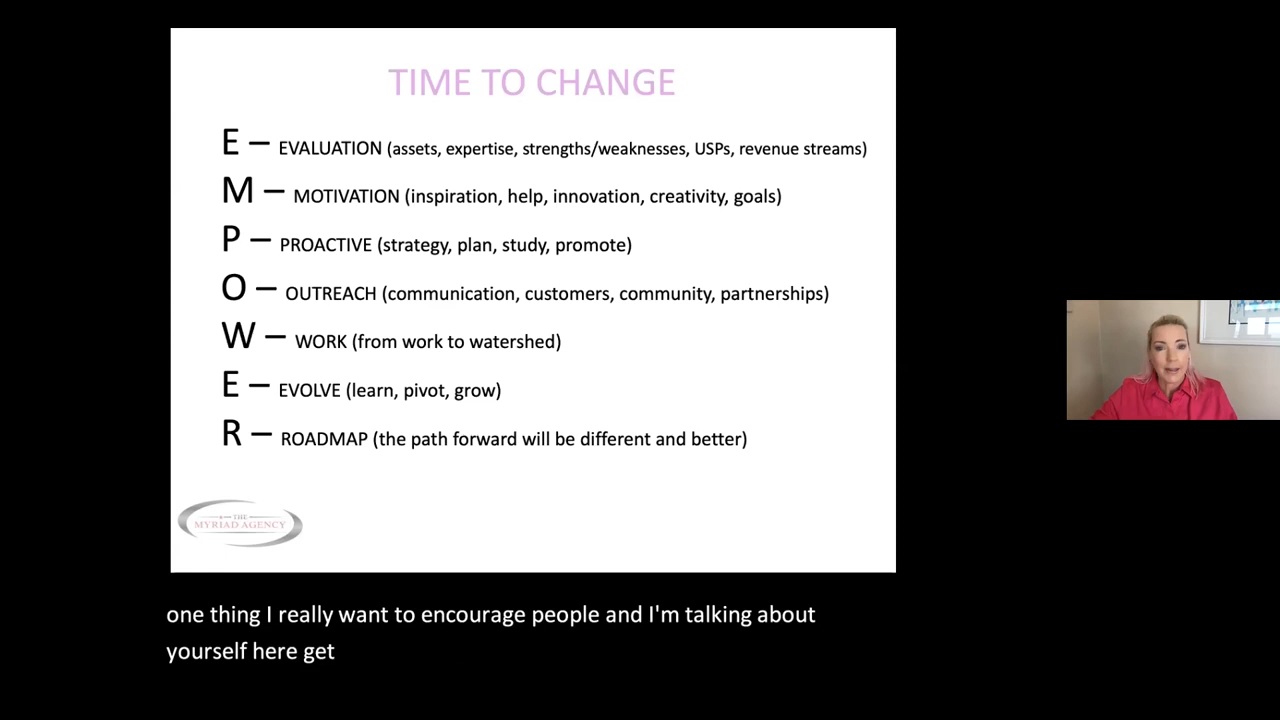 TIME TO CHANGE
E – EVALUATION (assets, expertise, strengths/weaknesses, USPs, revenue streams)
M – MOTIVATION (inspiration, help, innovation, creativity, goals)
P – PROACTIVE (strategy, plan, study, promote)
O – OUTREACH (communication, customers, community, partnerships)
W – WORK (from work to watershed)
E – EVOLVE (learn, pivot, grow)
R – ROADMAP (the path forward will be different and better)
THE
MYRIAD AGENCY
one thing I really want to encourage people and I'm talking about
yourself here get